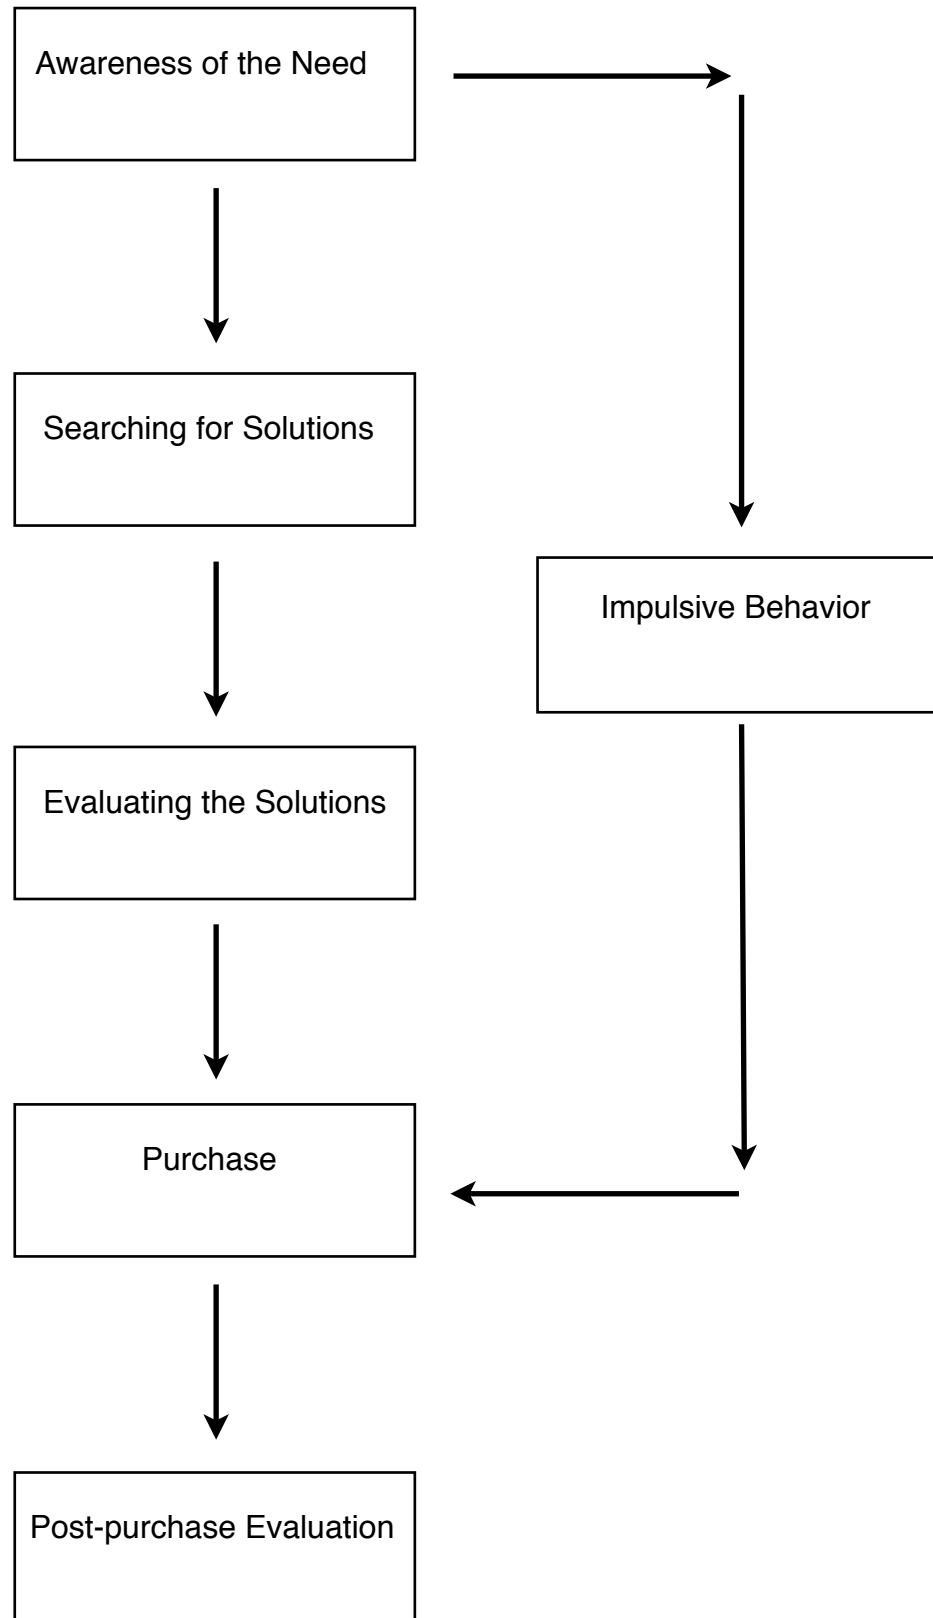 Awareness of the Need
Searching for Solutions
Impulsive Behavior
Evaluating the Solutions
Purchase
Post-purchase Evaluation